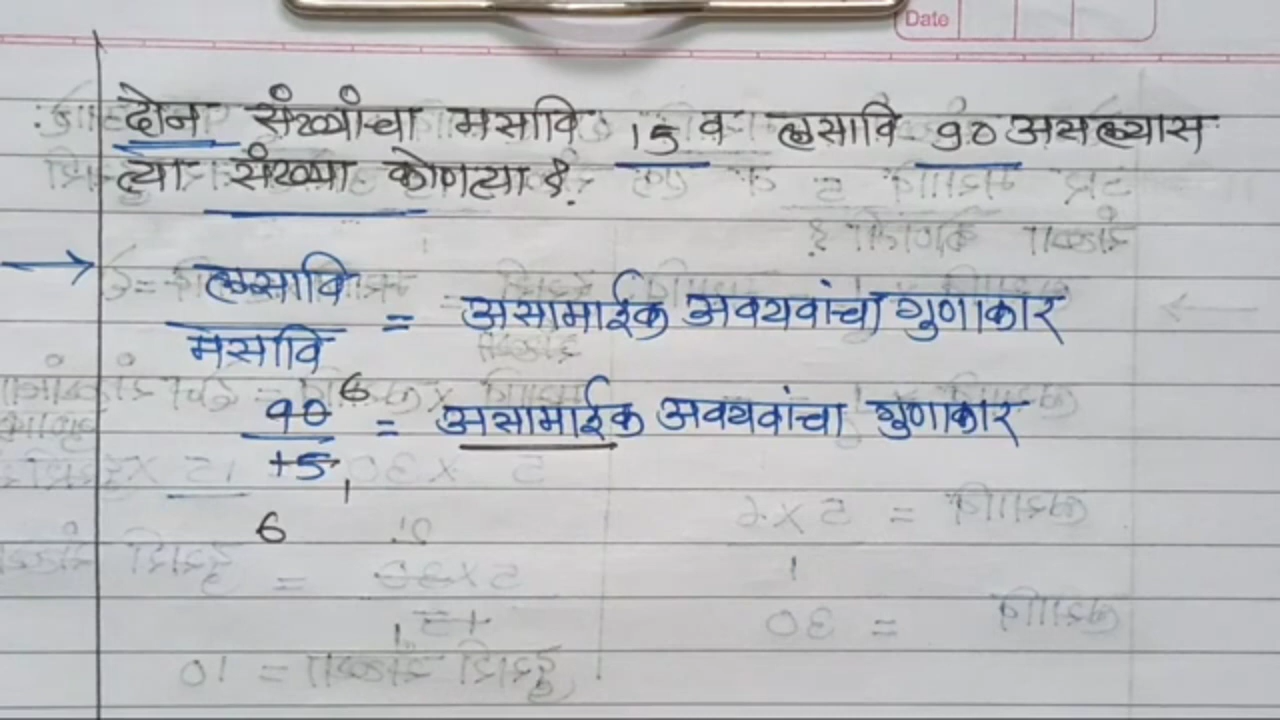 Date
दोन संख्यांचा मसावि 15 व लसावि 90 असल्यास
त्या संख्या कोणत्या ?
लसावि
मसावि
= असामाईक अवयवांचा गुणाकार
90 6
15 1
= असामाईक अवयवांचा गुणाकार
6